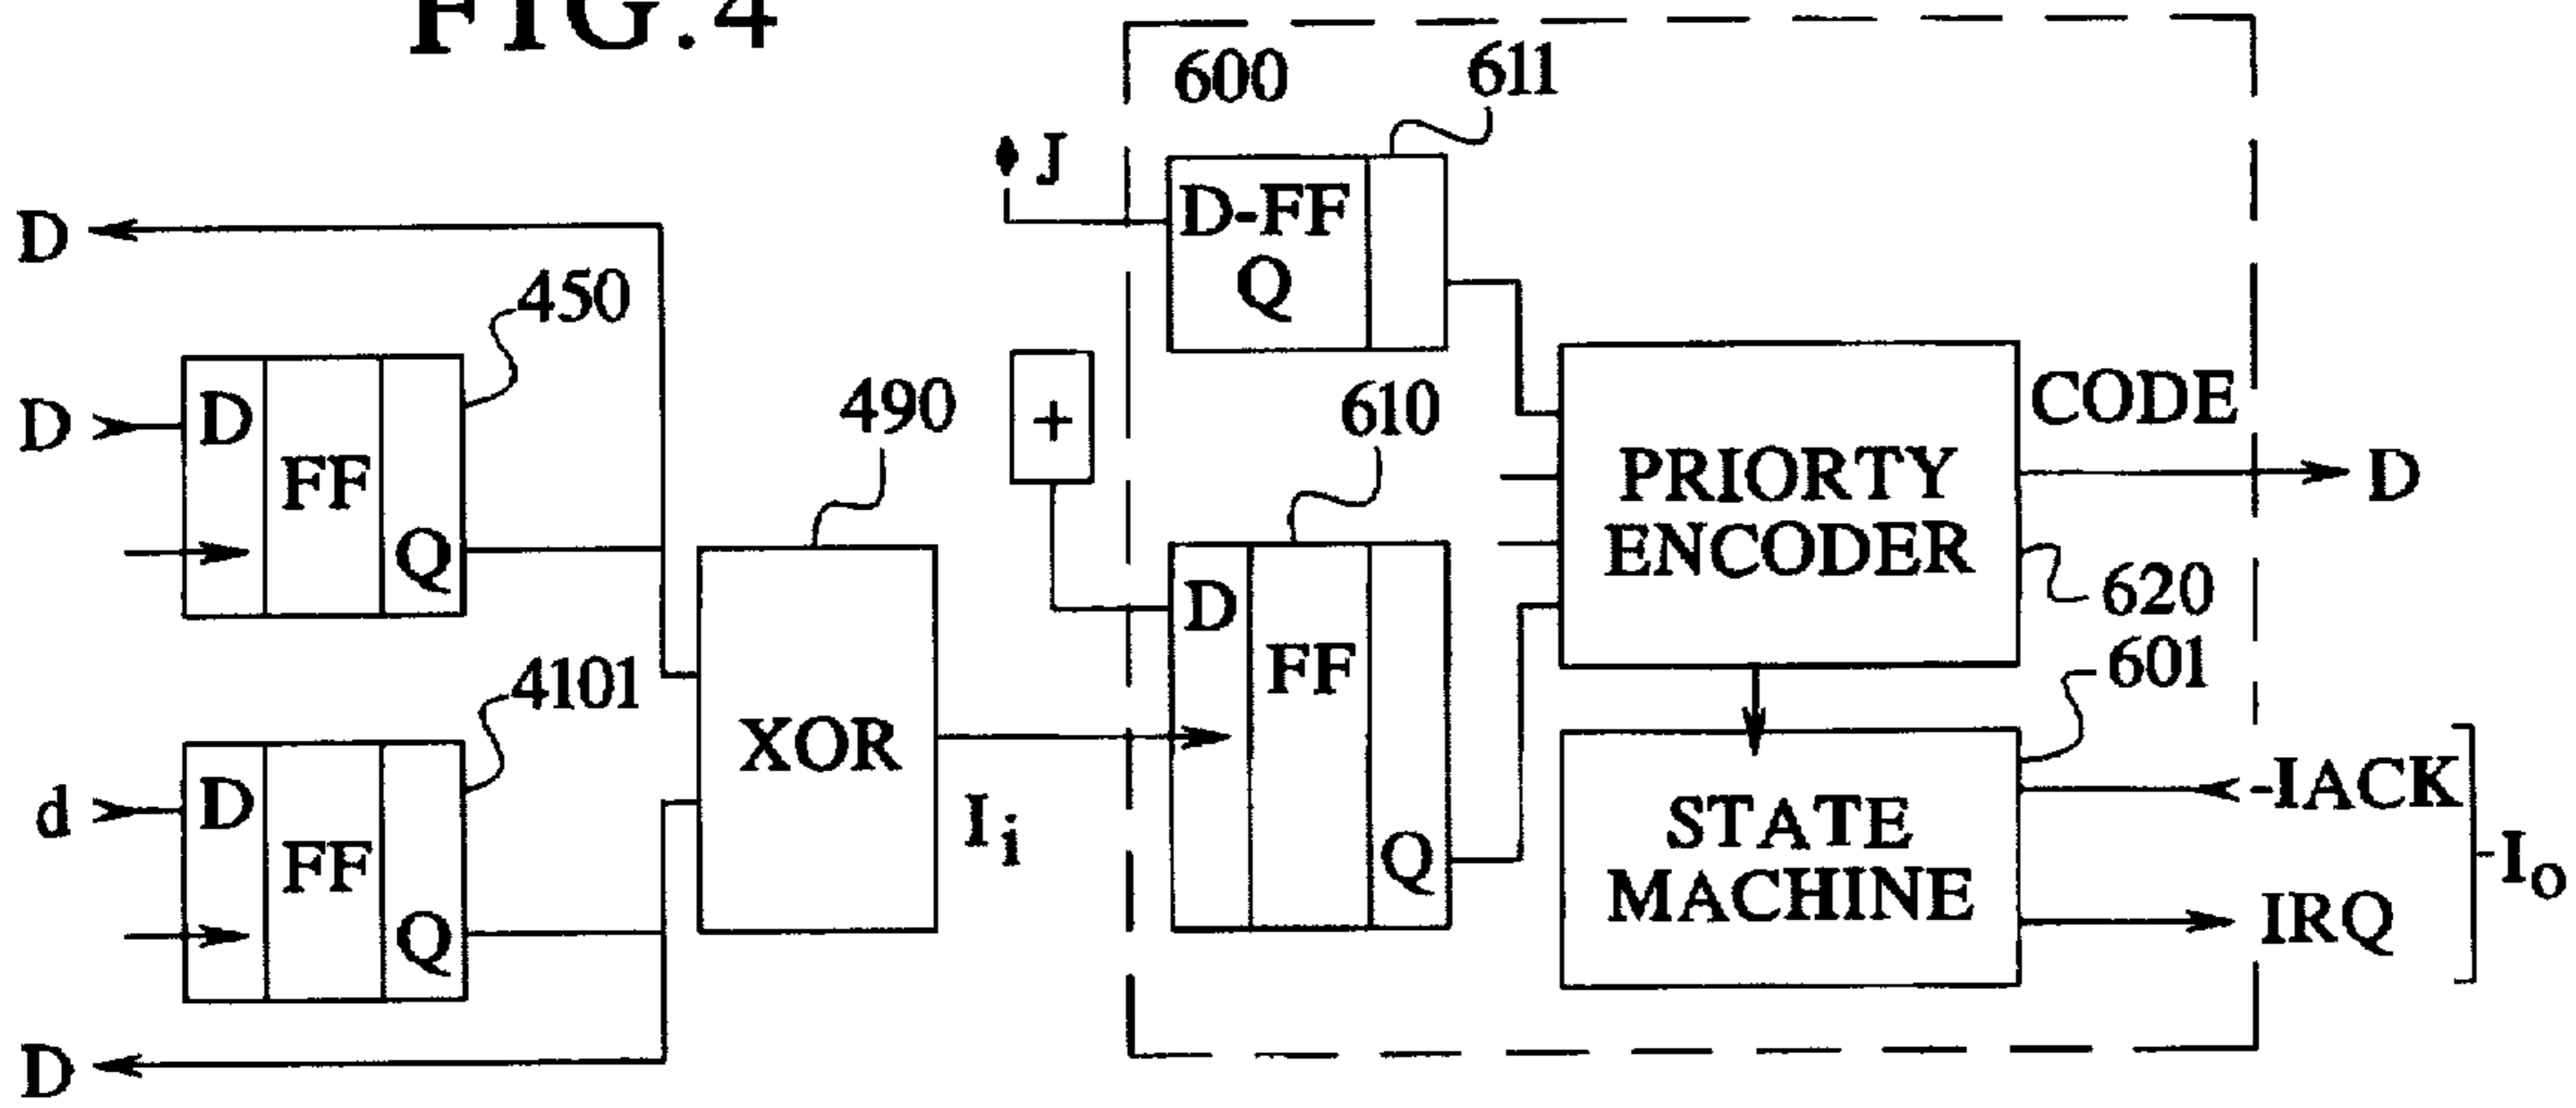 FIG.4
600
611
J
D-FF
Q
D
450
D
D
FF
Q
490
+
610
PRIORTY
ENCODER
CODE
D
620
D
FF
Q
601
4101
d
D
FF
Q
XOR
I i
STATE
MACHINE
-IACK
IRQ
I O
D